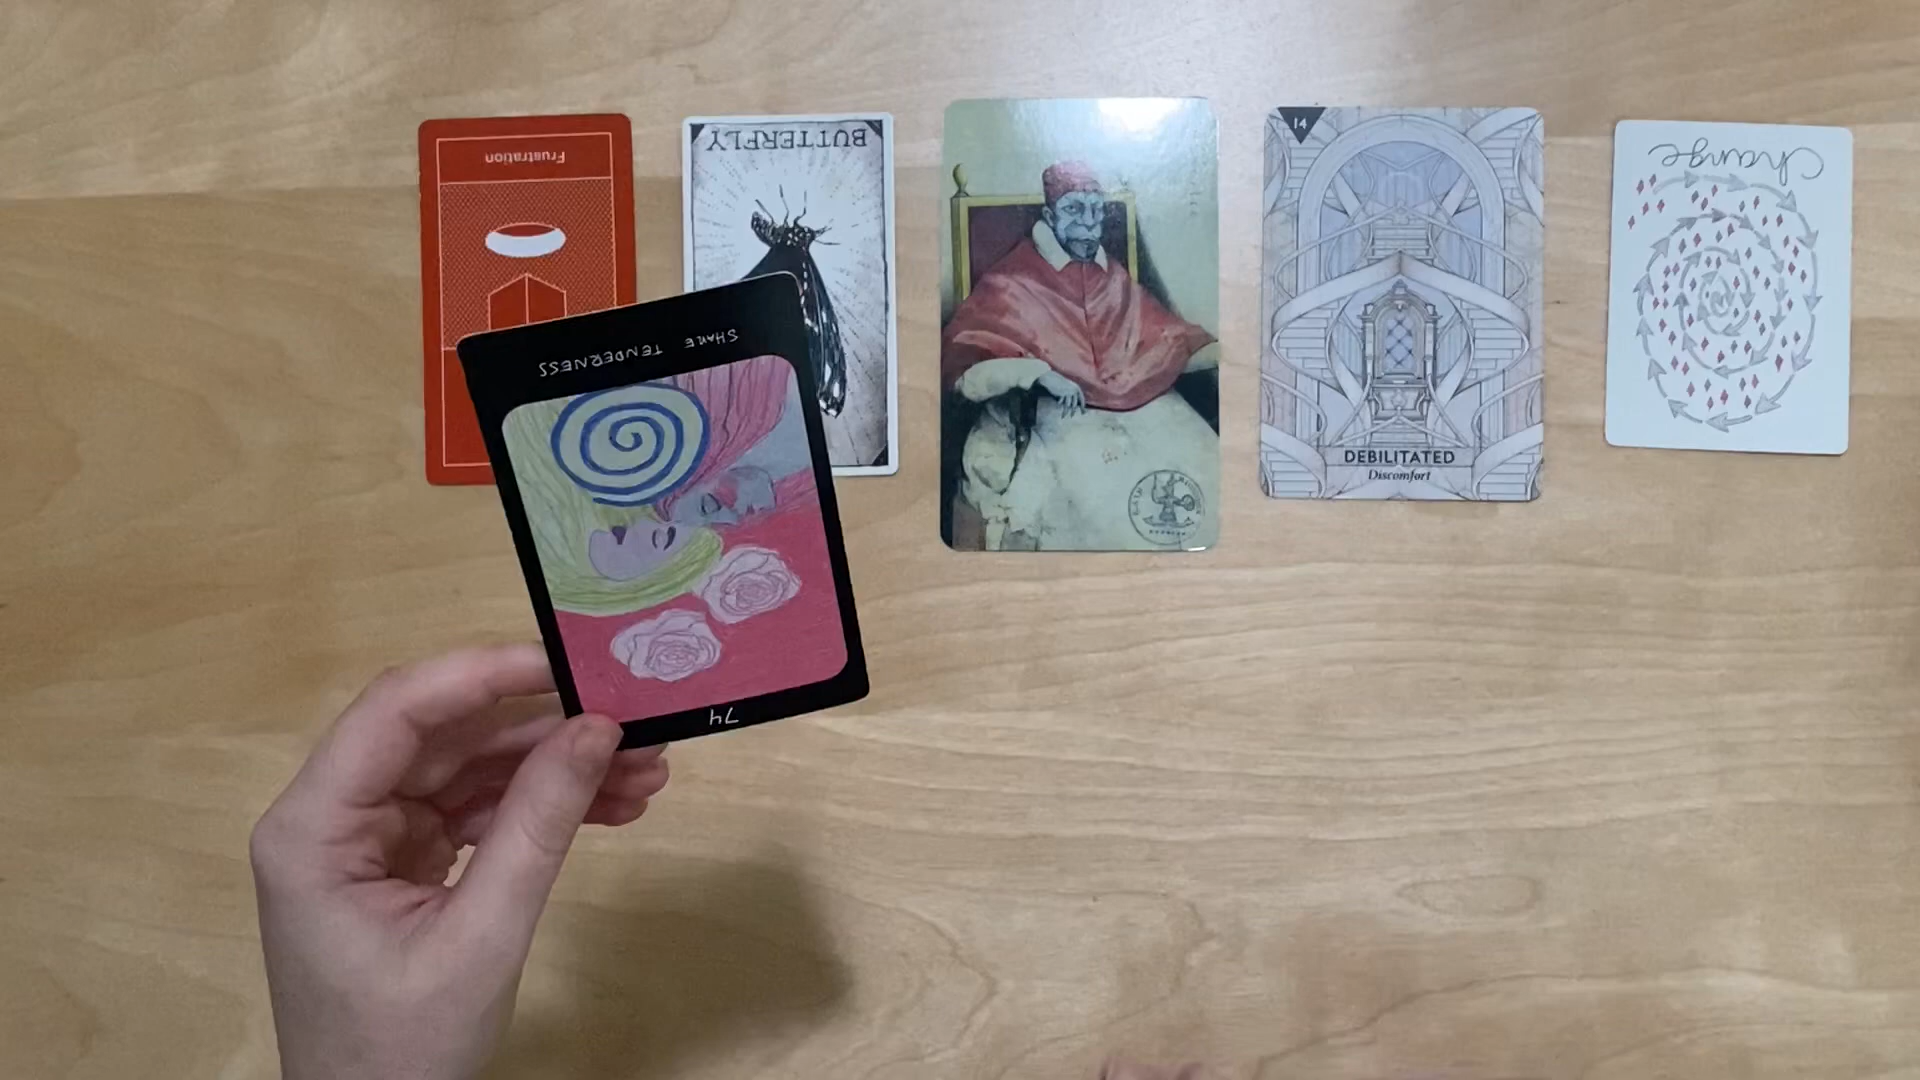 Frustration
BUTTERFLY
14
DEBILITATED
Discomfort
change
SHARE TENDERNESS
74